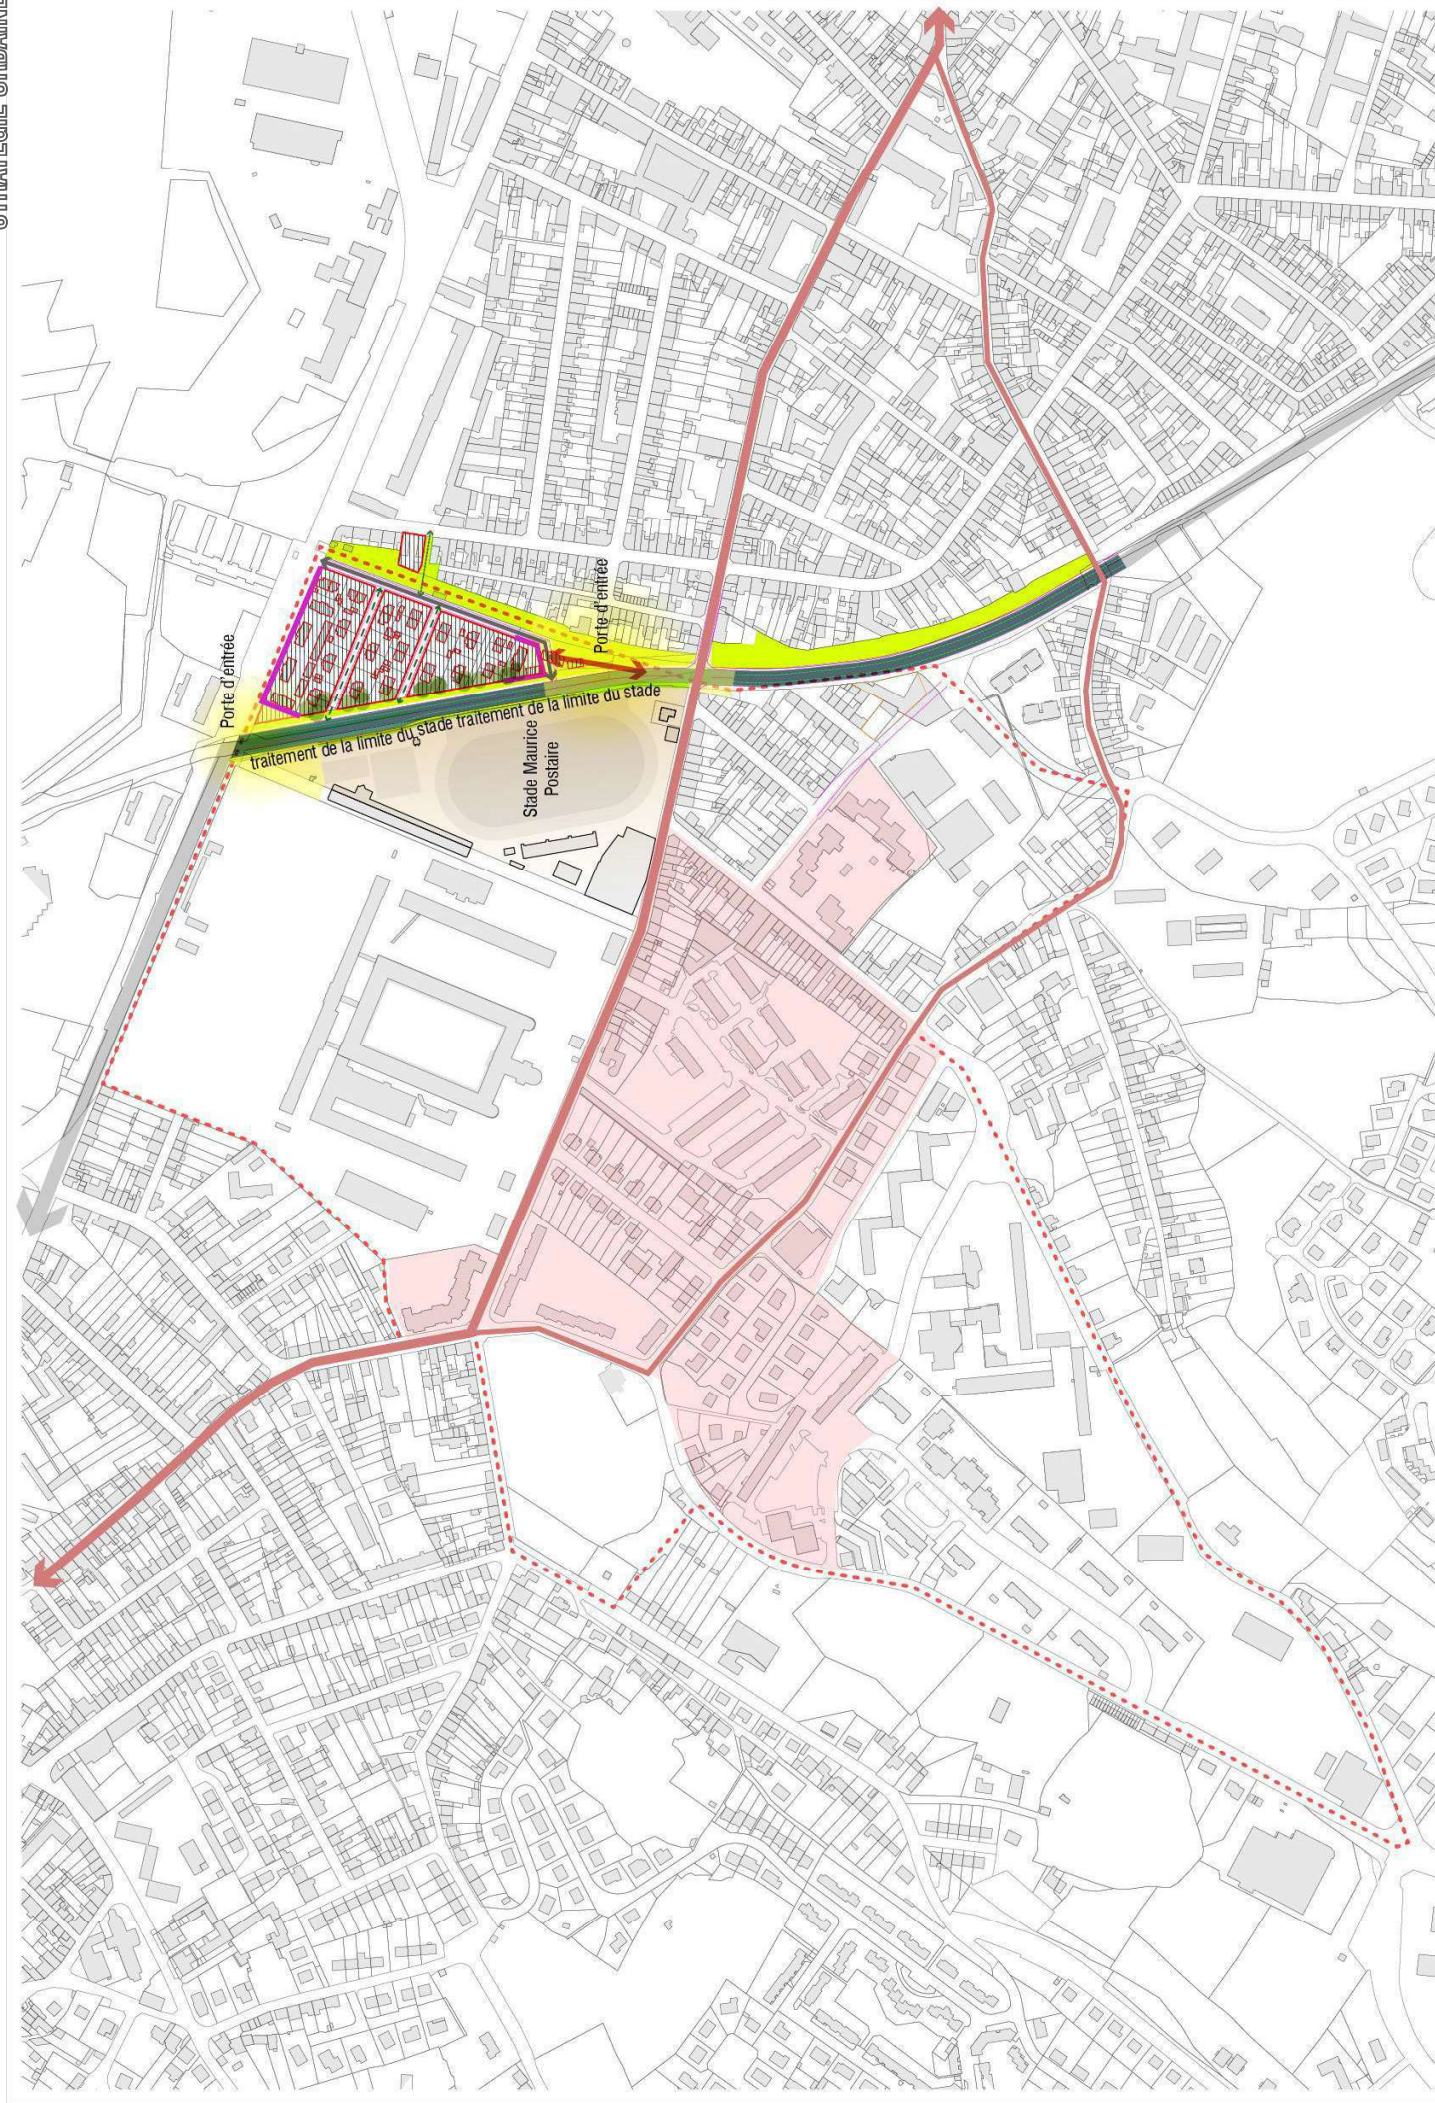 Porte d'entrée
Porte d'entrée
traitement de la limite du stade traitement de la limite du stade
Stade Maurice
Postaire